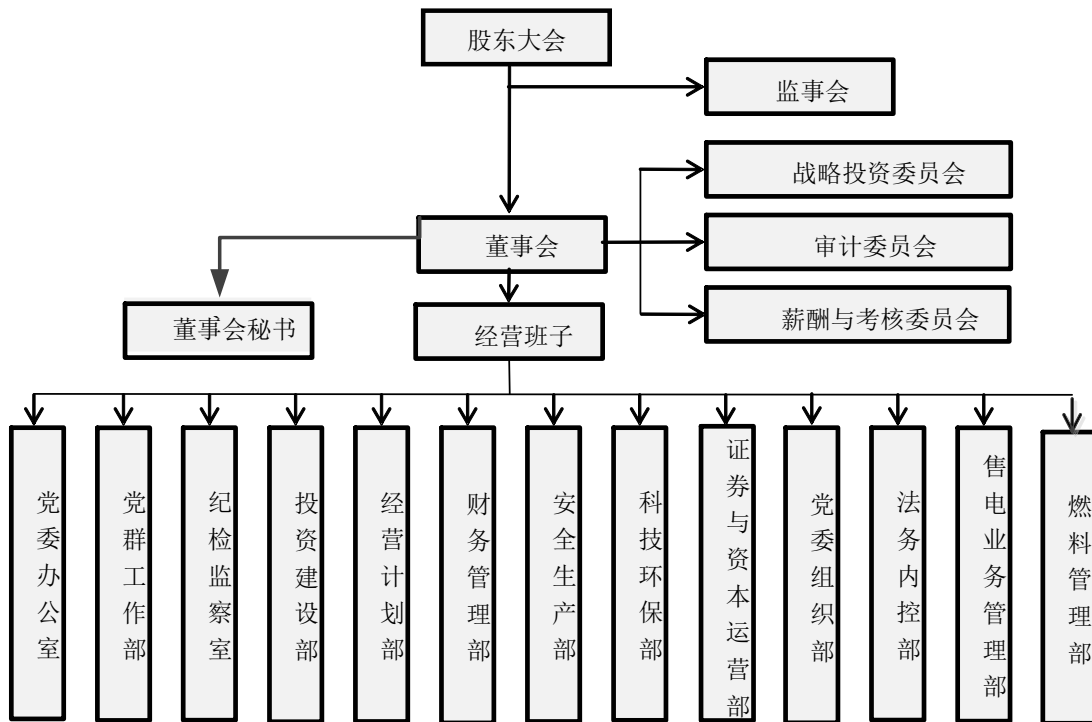 股东大会
监事会
战略投资委员会
董事会
审计委员会
董事会秘书
经营班子
薪酬与考核委员会
党委办公室
党群工作部
纪检监察室
投资建设部
经营计划部
财务管理部
安全生产部
科技环保部
证券与资本运营部
党委组织部
法务内控部
售电业务管理部
燃料管理部